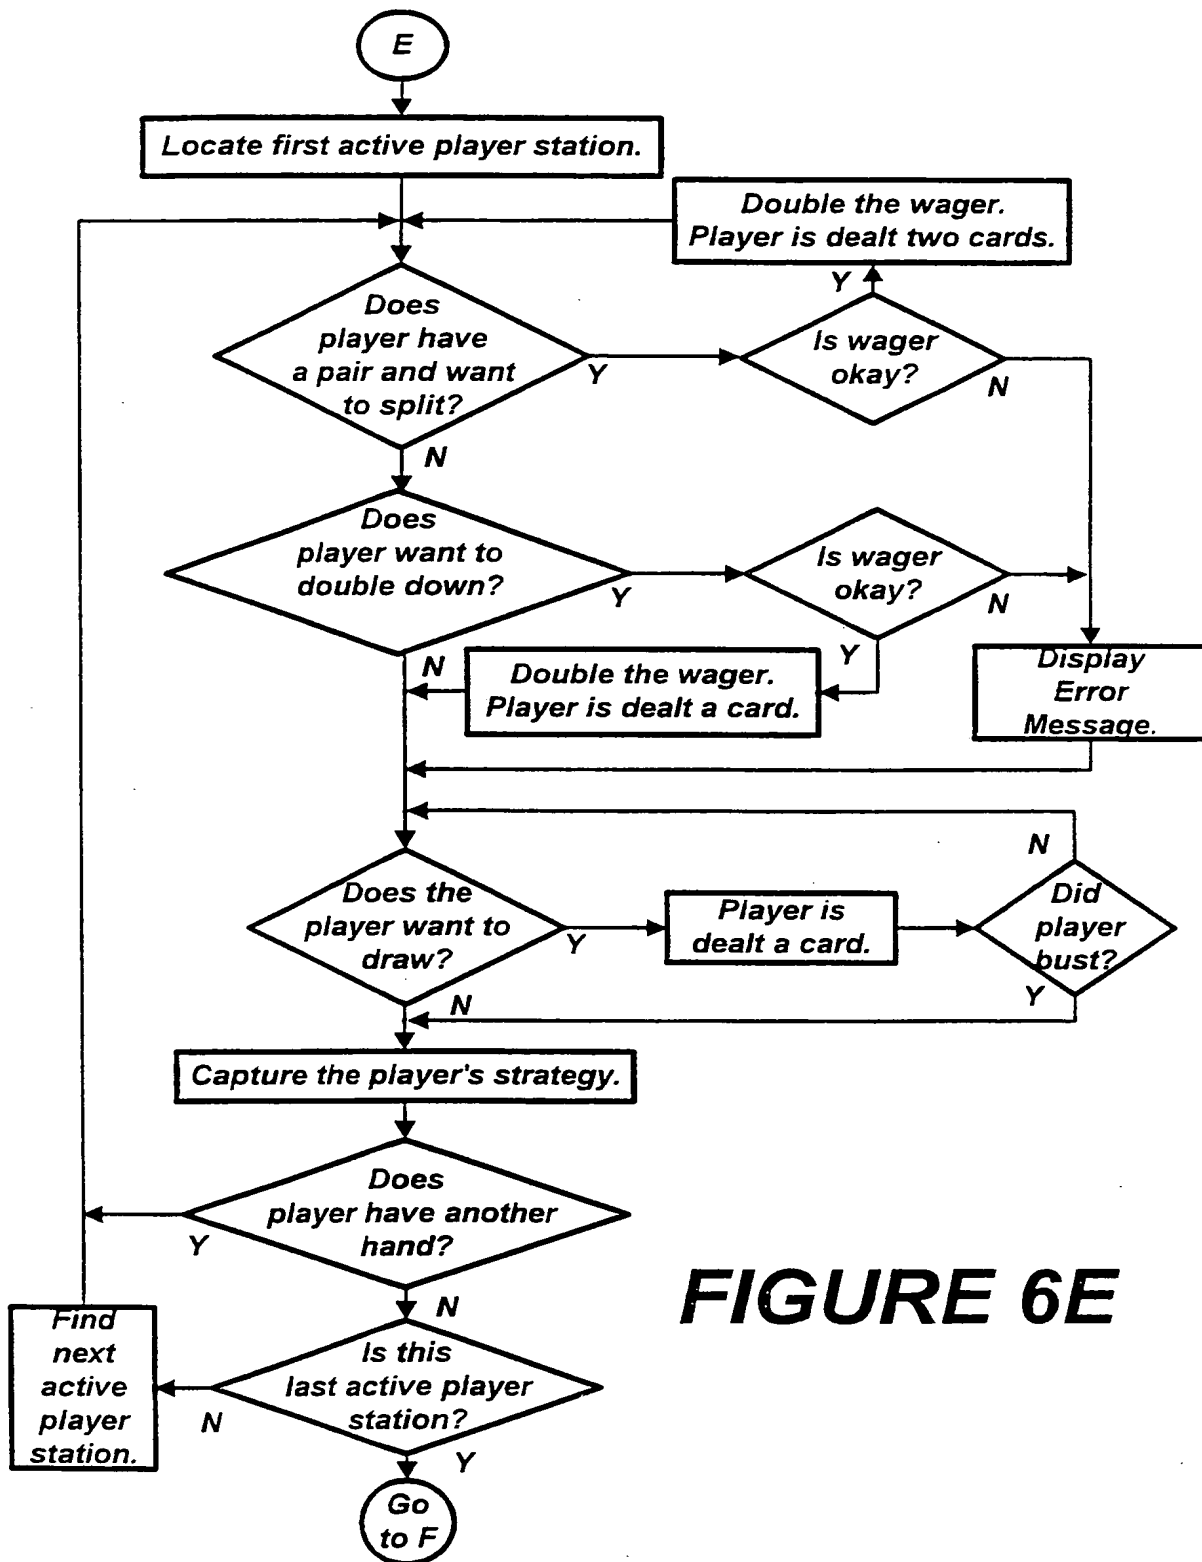 E
Locate first active player station.
Double the wager.
Player is dealt two cards.
Y
Does
player have
a pair and want
to split?
Y
Is wager
okay?
N
N
Does
player want to
double down?
Y
Is wager
okay?
N
Y
N
Double the wager.
Player is dealt a card.
Display
Error
Message.
N
Does the
player want to
draw?
Y
Player is
dealt a card.
Did
player
bust?
Y
N
Capture the player's strategy.
Does
player have another
hand?
Y
N
FIGURE 6E
Find
next
active
player
station.
Is this
last active player
station?
N
Y
Go
to F